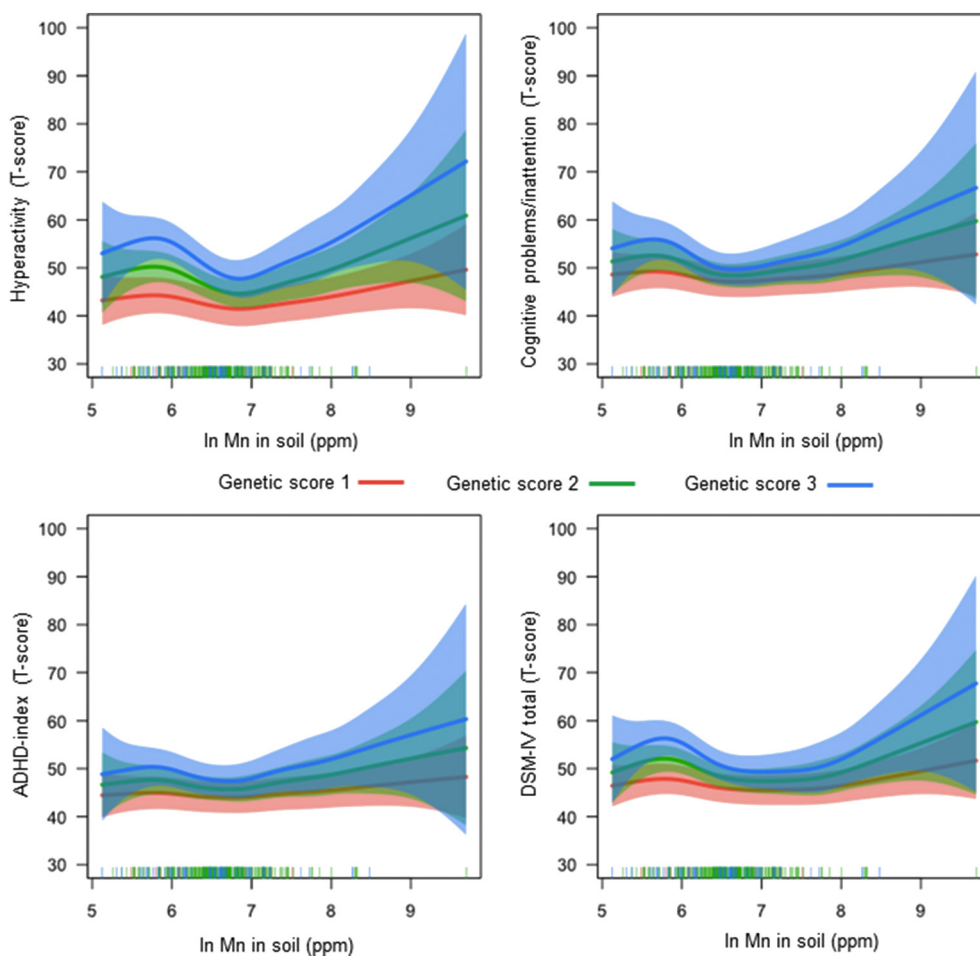 Hyperactivity (T-score)
100
90
80
70
60
50
40
30
5 6 7 8 9
ln Mn in soil (ppm)
Cognitive problems/inattention (T-score)
100
90
80
70
60
50
40
30
5 6 7 8 9
ln Mn in soil (ppm)
Genetic score 1 Genetic score 2 Genetic score 3
ADHD-index (T-score)
100
90
80
70
60
50
40
30
5 6 7 8 9
ln Mn in soil (ppm)
DSM-IV total (T-score)
100
90
80
70
60
50
40
30
5 6 7 8 9
ln Mn in soil (ppm)